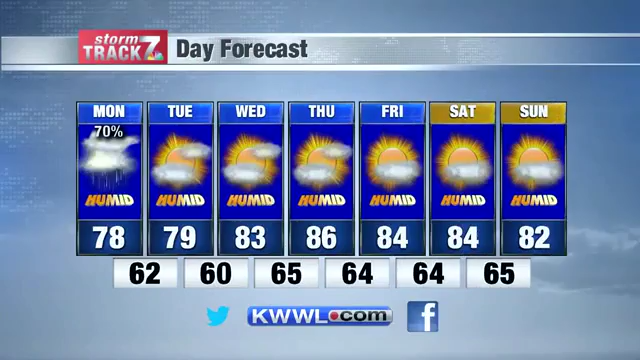 storm
TRACK 7 Day Forecast
MON TUE WED THU FRI SAT SUN
70%
HUMID HUMID HUMID HUMID HUMID HUMID HUMID
78 79 83 86 84 84 82
62 60 65 64 64 65
KWWL.com f